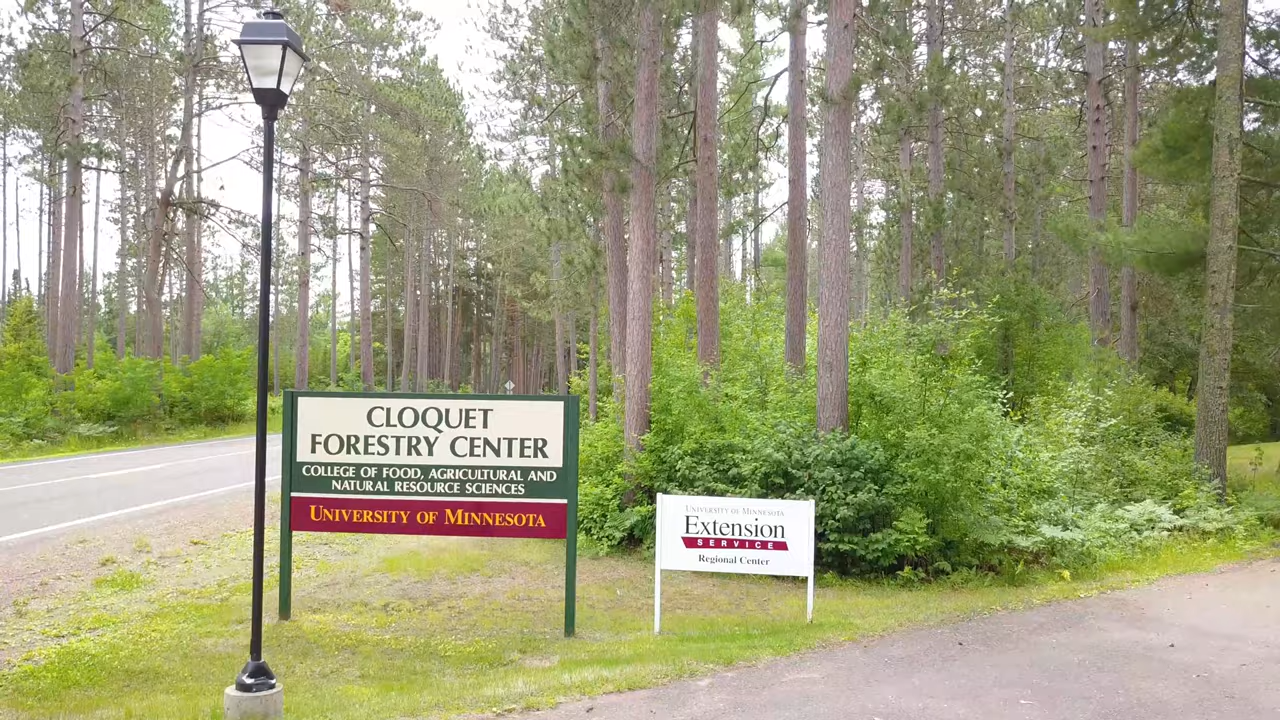 CLOQUET
FORESTRY CENTER
COLLEGE OF FOOD, AGRICULTURAL AND
NATURAL RESOURCE SCIENCES
UNIVERSITY OF MINNESOTA
UNIVERSITY OF MINNESOTA
Extension
SERVICE
Regional Center